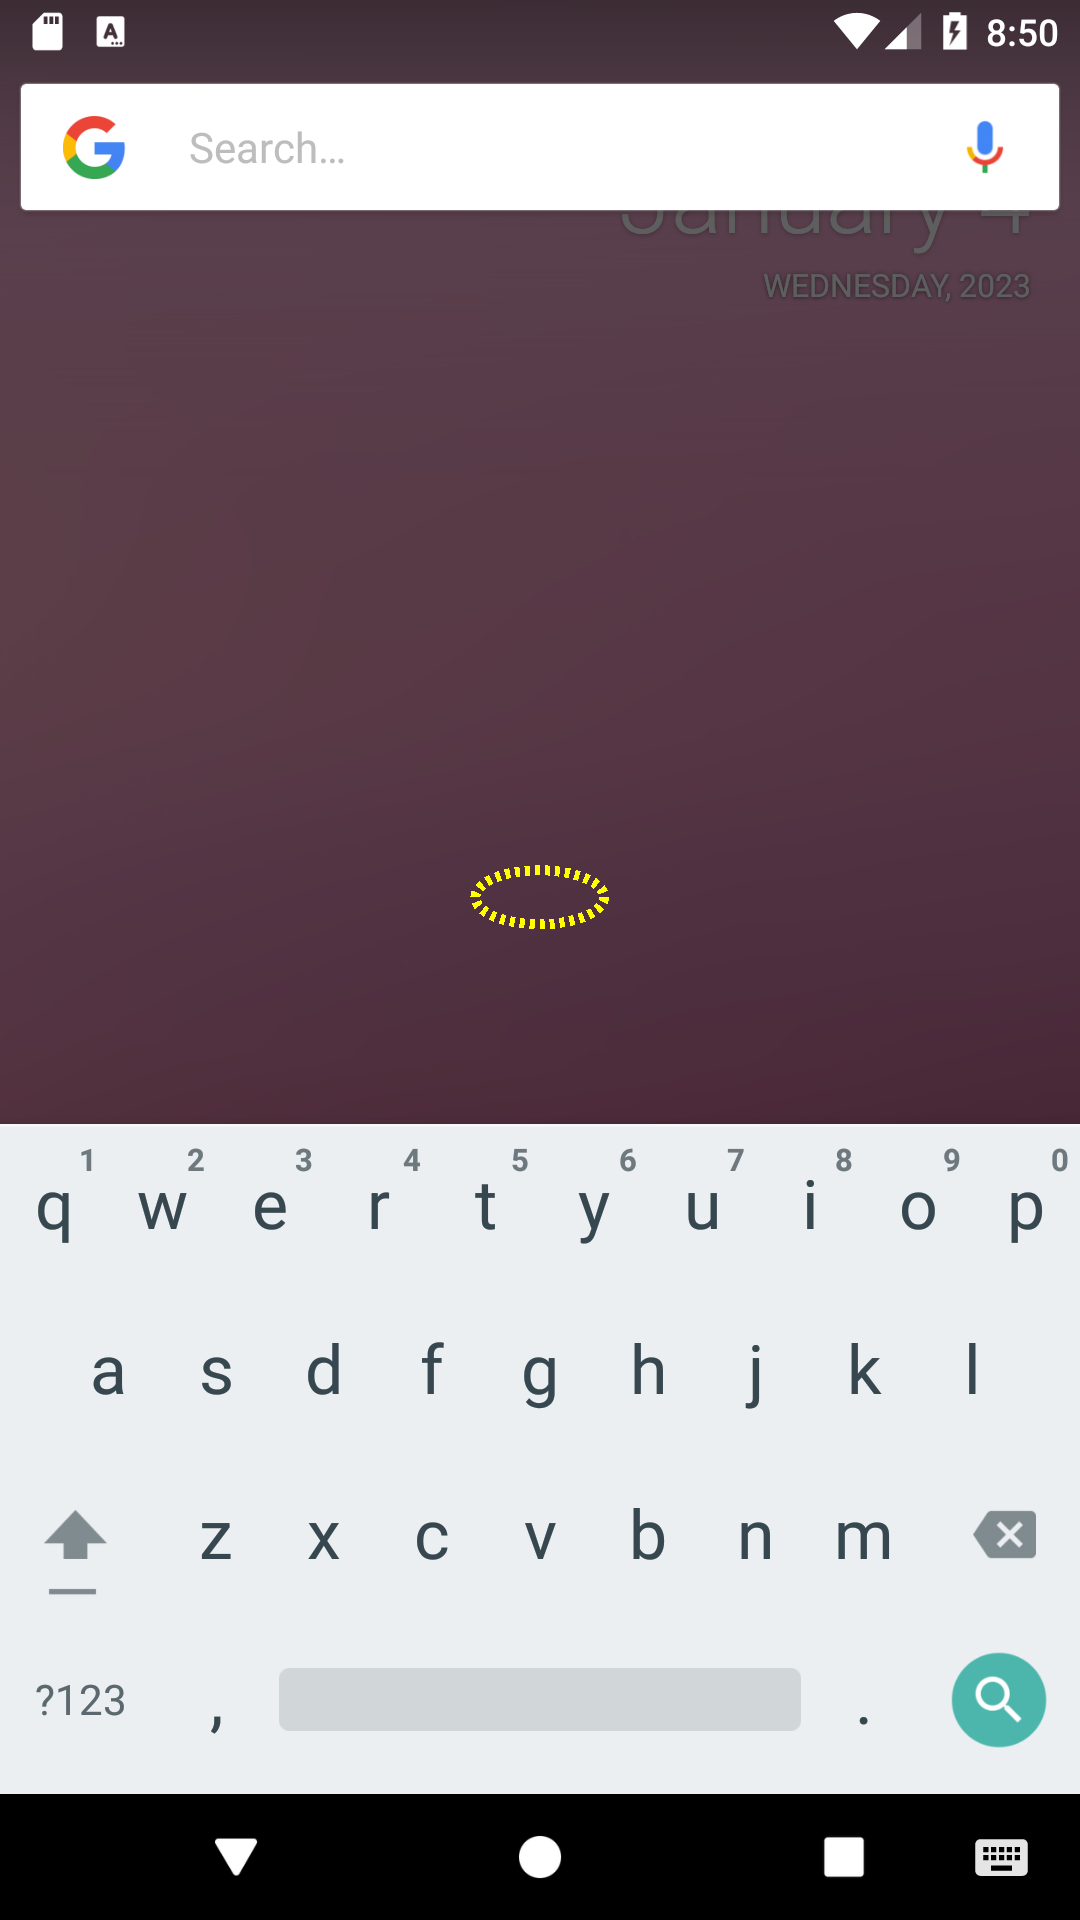 8:50
Search...
January 4
WEDNESDAY, 2023
1 2 3 4 5 6 7 8 9 0
q w e r t y u i o p
a s d f g h j k l
z x c v b n m
?123 , .